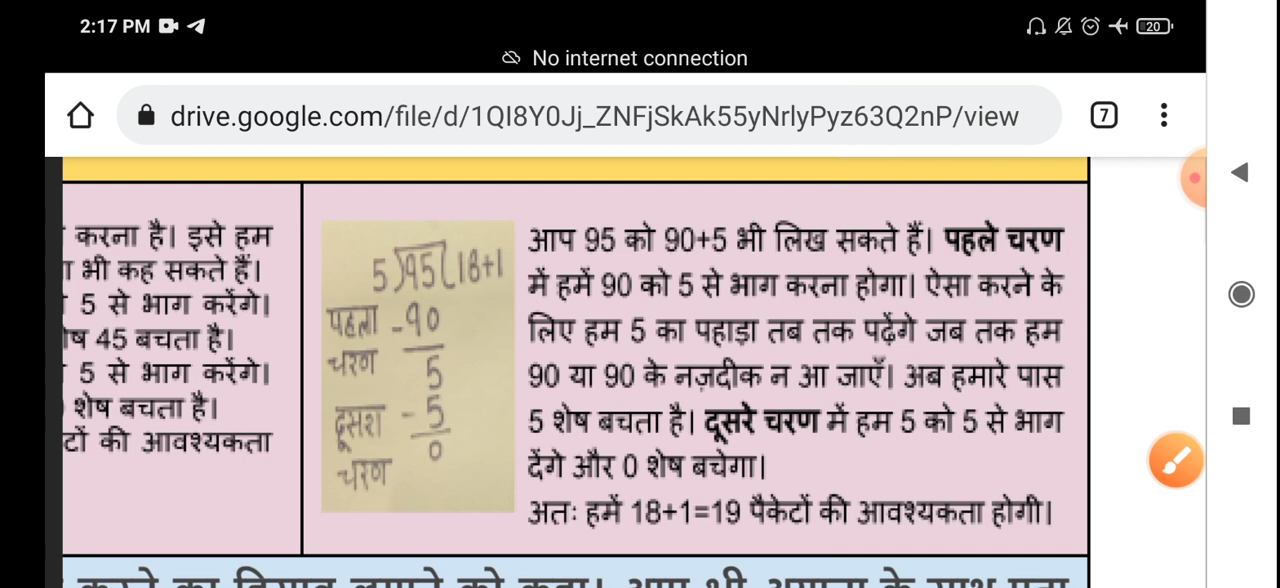 2:17 PM
20
No internet connection
drive.google.com/file/d/1QI8Y0Jj_ZNFjSkAk55yNrlyPyz63Q2nP/view
7
करना है। इसे हम
भी कह सकते हैं।
5 से भाग करेंगे।
45 बचता है।
5 से भाग करेंगे।
शेष बचता है।
की आवश्यकता
5)95(18+1
पहला -90
चरण 5
दूसरा -5
चरण 0
आप 95 को 90+5 भी लिख सकते हैं। पहले चरण
में हमें 90 को 5 से भाग करना होगा। ऐसा करने के
लिए हम 5 का पहाड़ा तब तक पढ़ेंगे जब तक हम
90 या 90 के नज़दीक न आ जाएँ। अब हमारे पास
5 शेष बचता है। दूसरे चरण में हम 5 को 5 से भाग
देंगे और 0 शेष बचेगा।
अतः हमें 18+1=19 पैकेटों की आवश्यकता होगी।